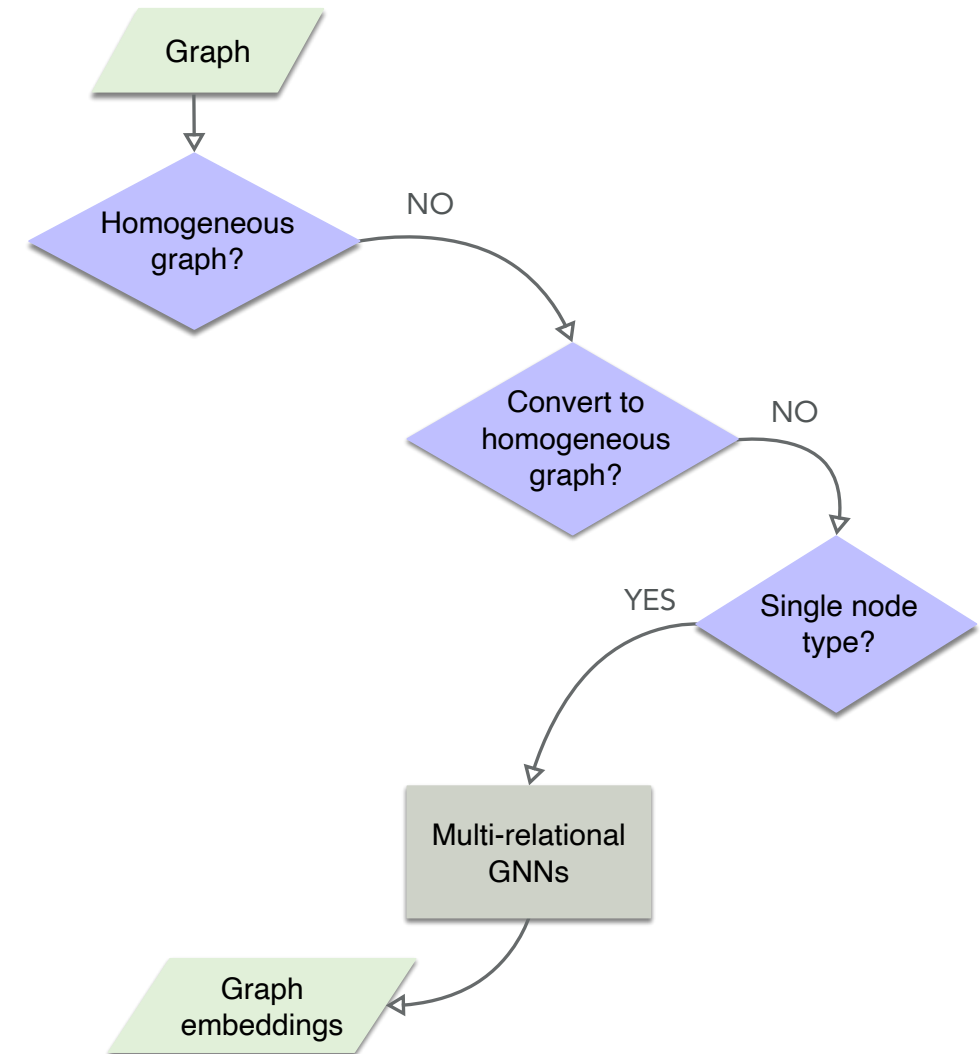 Graph
Homogeneous
graph?
NO
Convert to
homogeneous
graph?
NO
Single node
type?
YES
Multi-relational
GNNs
Graph
embeddings